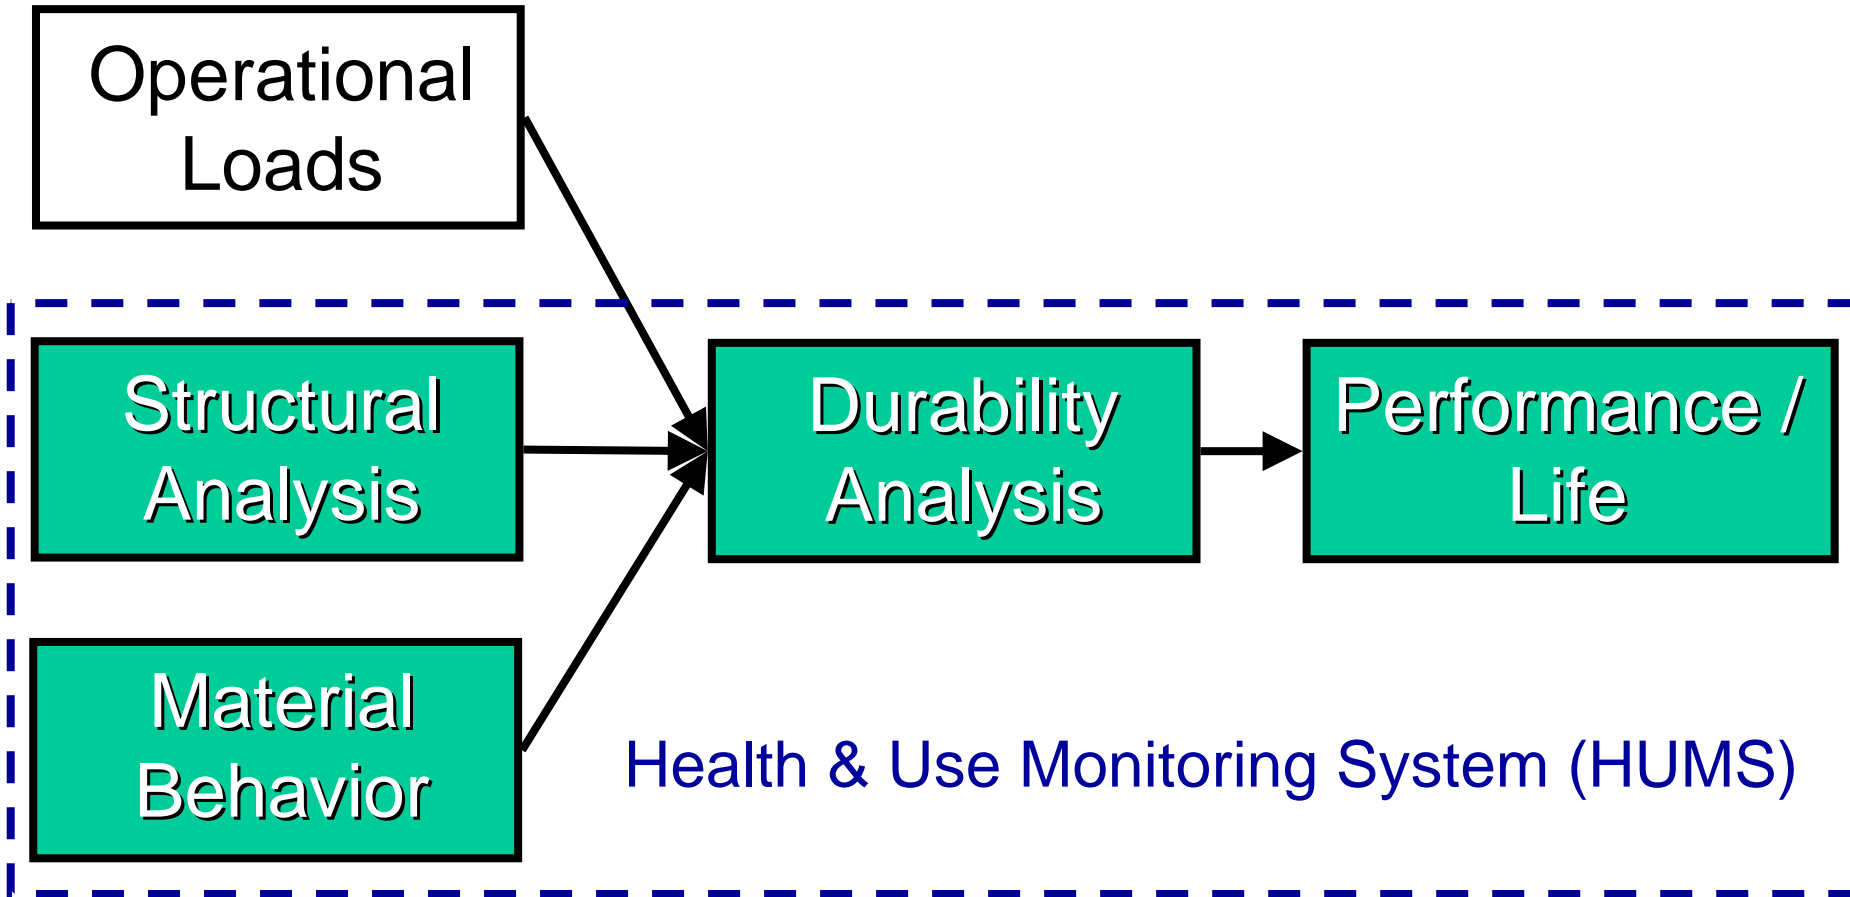 Operational
Loads
Structural
Analysis
Durability
Analysis
Performance /
Life
Material
Behavior
Health & Use Monitoring System (HUMS)